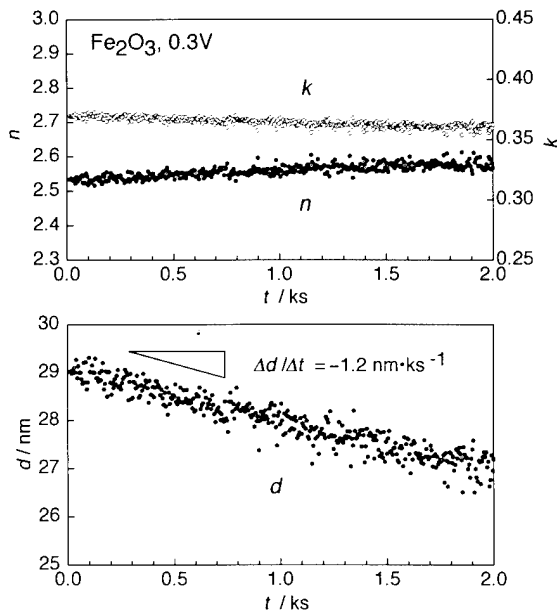 3.0
0.45
Fe₂O₃, 0.3V
2.9
2.8
0.40
k
2.7
n
k
2.6
0.35
2.5
n
0.30
2.4
2.3
0.25
0.0
0.5
1.0
1.5
2.0
t / ks
30
Δd /Δt = −1.2 nm·ks⁻¹
29
28
d / nm
27
d
26
25
0.0
0.5
1.0
1.5
2.0
t / ks